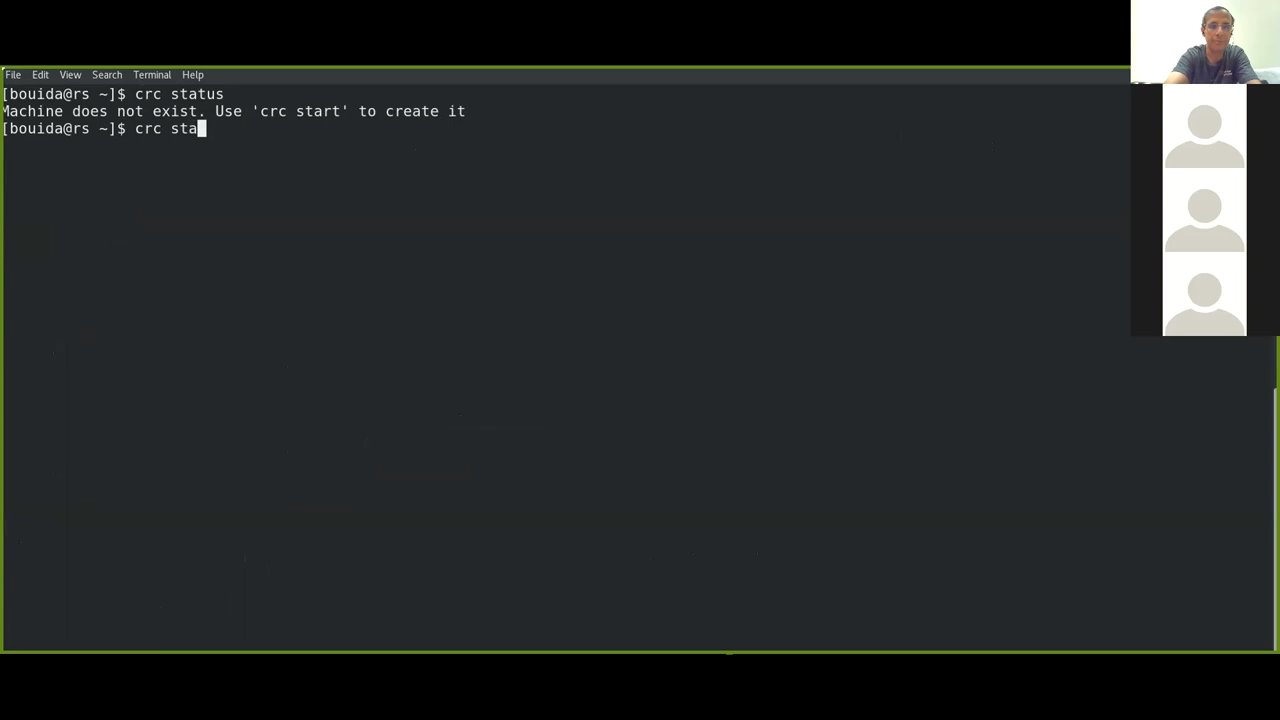 File Edit View Search Terminal Help
[bouida@rs ~]$ crc status
Machine does not exist. Use 'crc start' to create it
[bouida@rs ~]$ crc sta